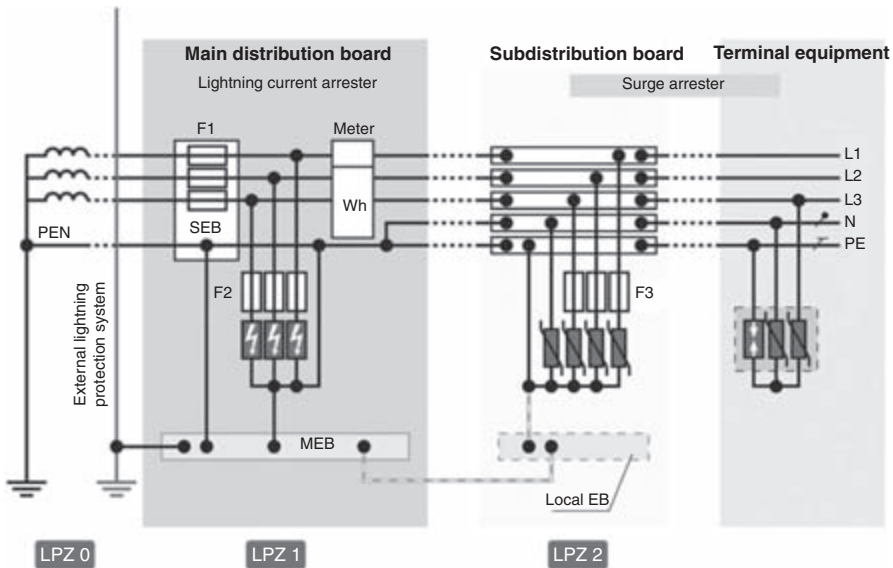 Main distribution board
Subdistribution board
Terminal equipment
Lightning current arrester
Surge arrester
F1
Meter
L1
L2
L3
Wh
N
PEN
SEB
PE
F2
F3
External lightning
protection system
MEB
Local EB
LPZ 0
LPZ 1
LPZ 2